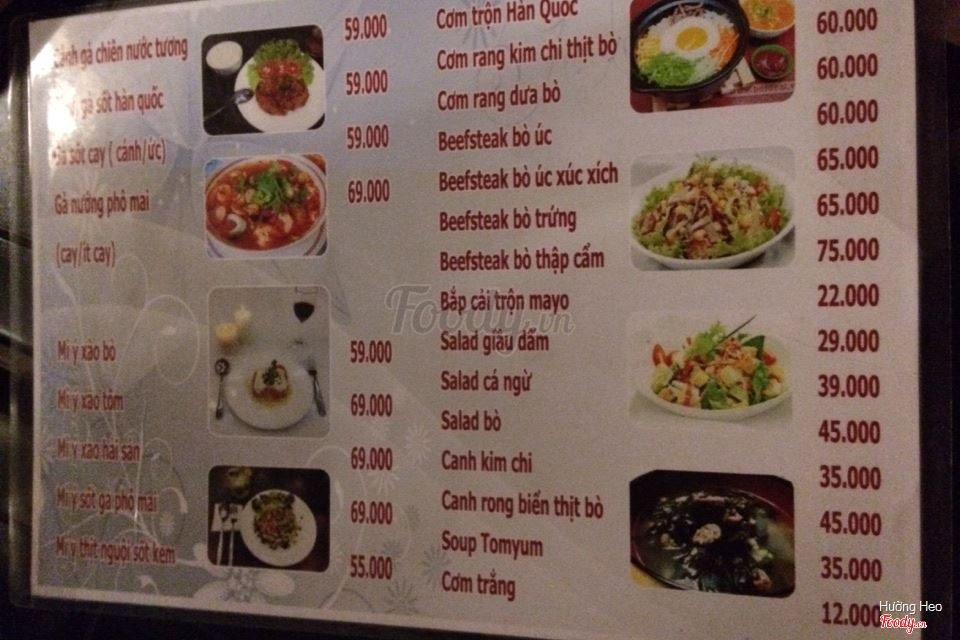 Cánh gà chiên nước tương 59.000
Mì ý gà sốt hàn quốc 59.000
Gà sốt cay ( cánh/ức) 59.000
Gà nướng phô mai 69.000
(cay/ít cay)
Mì ý xào bò 59.000
Mì ý xào tôm 69.000
Mì ý xào hải sản 69.000
Mì ý sốt gà phô mai 69.000
Mì ý thịt nguội sốt kem 55.000
Cơm trộn Hàn Quốc 60.000
Cơm rang kim chi thịt bò 60.000
Cơm rang dưa bò 60.000
Beefsteak bò úc 65.000
Beefsteak bò úc xúc xích 65.000
Beefsteak bò trứng 75.000
Beefsteak bò thập cẩm 22.000
Bắp cải trộn mayo 29.000
Salad giầu dấm 39.000
Salad cá ngừ 45.000
Salad bò 35.000
Canh kim chi 45.000
Canh rong biển thịt bò 35.000
Soup Tomyum 12.000
Cơm trắng
Foody.vn
Hường Heo
Foody.vn